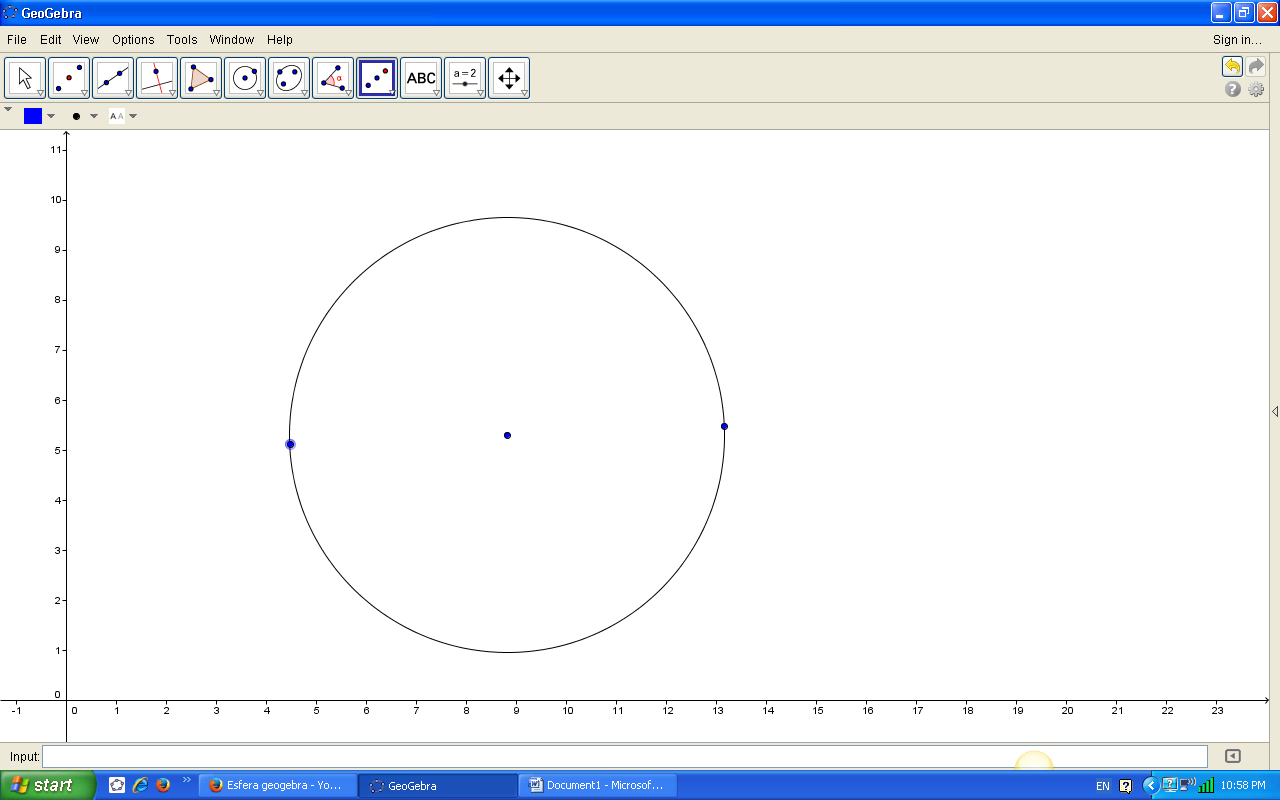 GeoGebra
File Edit View Options Tools Window Help Sign in...
α ABC a=2
A A
11
10
9
8
7
6
5
4
3
2
1
0
-1 0 1 2 3 4 5 6 7 8 9 10 11 12 13 14 15 16 17 18 19 20 21 22 23
Input:
start Esfera geogebra - Yo... GeoGebra Document1 - Microsof... EN 10:58 PM